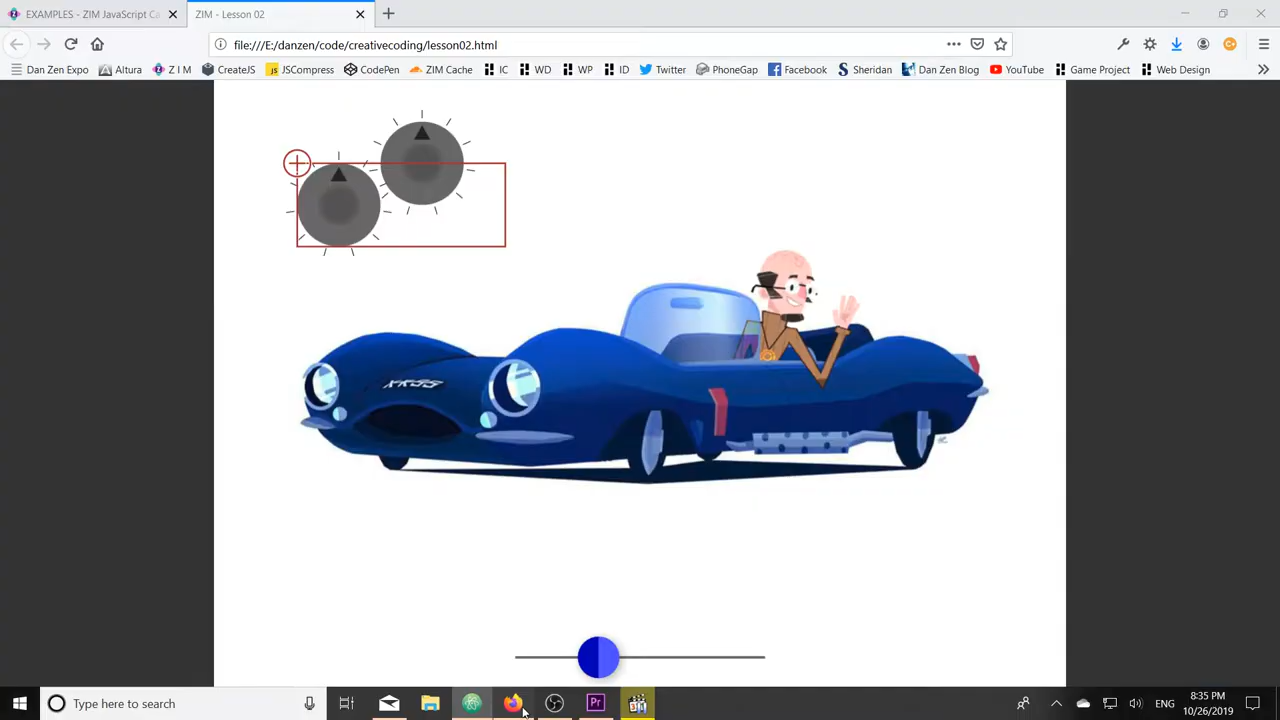 EXAMPLES - ZIM JavaScript Ca
ZIM - Lesson 02
file:///E:/danzen/code/creativecoding/lesson02.html
Dan Zen Expo
Altura
Z I M
CreateJS
JSCompress
CodePen
ZIM Cache
IC
WD
WP
ID
Twitter
PhoneGap
Facebook
Sheridan
Dan Zen Blog
YouTube
Game Project
Web Design
XKSS
Type here to search
Pr
ENG
8:35 PM
10/26/2019